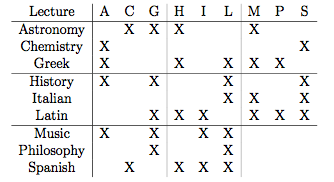 Lecture A C G H I L M P S
Astronomy X X X X
Chemistry X X
Greek X X X X X
History X X X X
Italian X X X
Latin X X X X X X
Music X X X X
Philosophy X X
Spanish X X X X